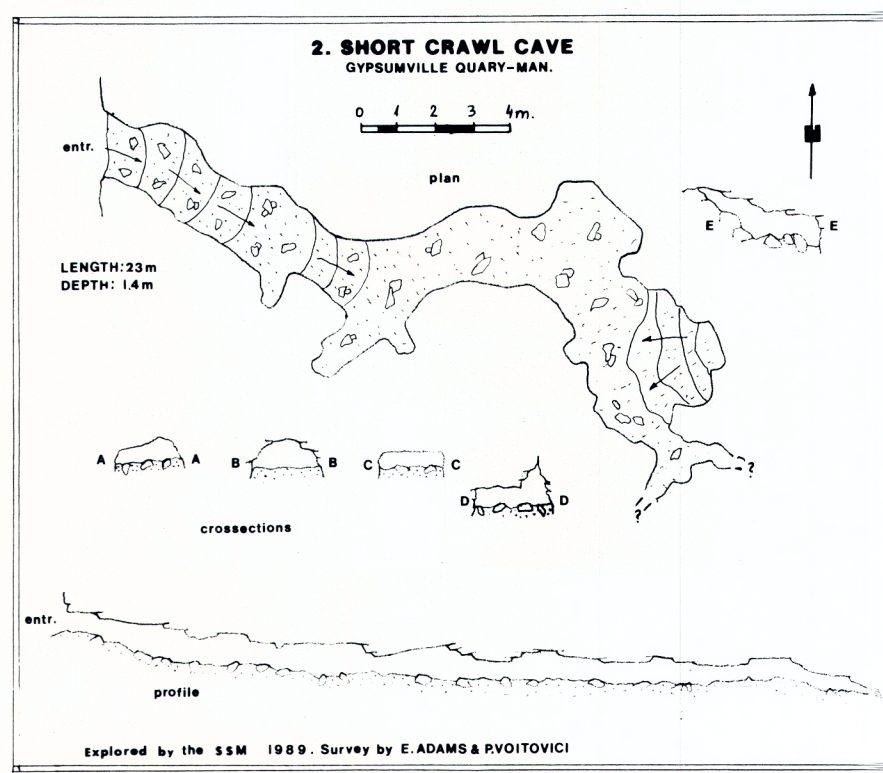 2. SHORT CRAWL CAVE
GYPSUMVILLE QUARY-MAN.
0 1 2 3 4m.
entr.
plan
N
E E
LENGTH:23m
DEPTH: 1.4m
A A
B B
C C
D D
? ?
crossections
entr.
profile
Explored by the SSM 1989. Survey by E. ADAMS & P.VOITOVICI